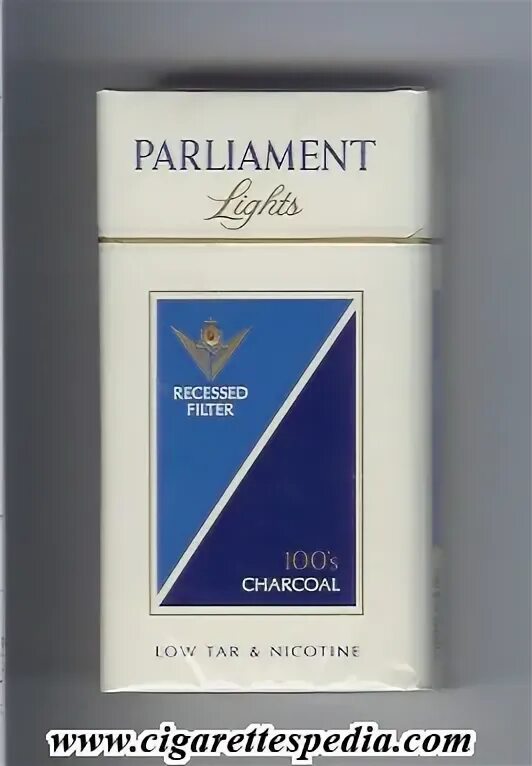 PARLIAMENT
Lights
RECESSED
FILTER
100's
CHARCOAL
LOW TAR & NICOTINE
www.cigarettespedia.com